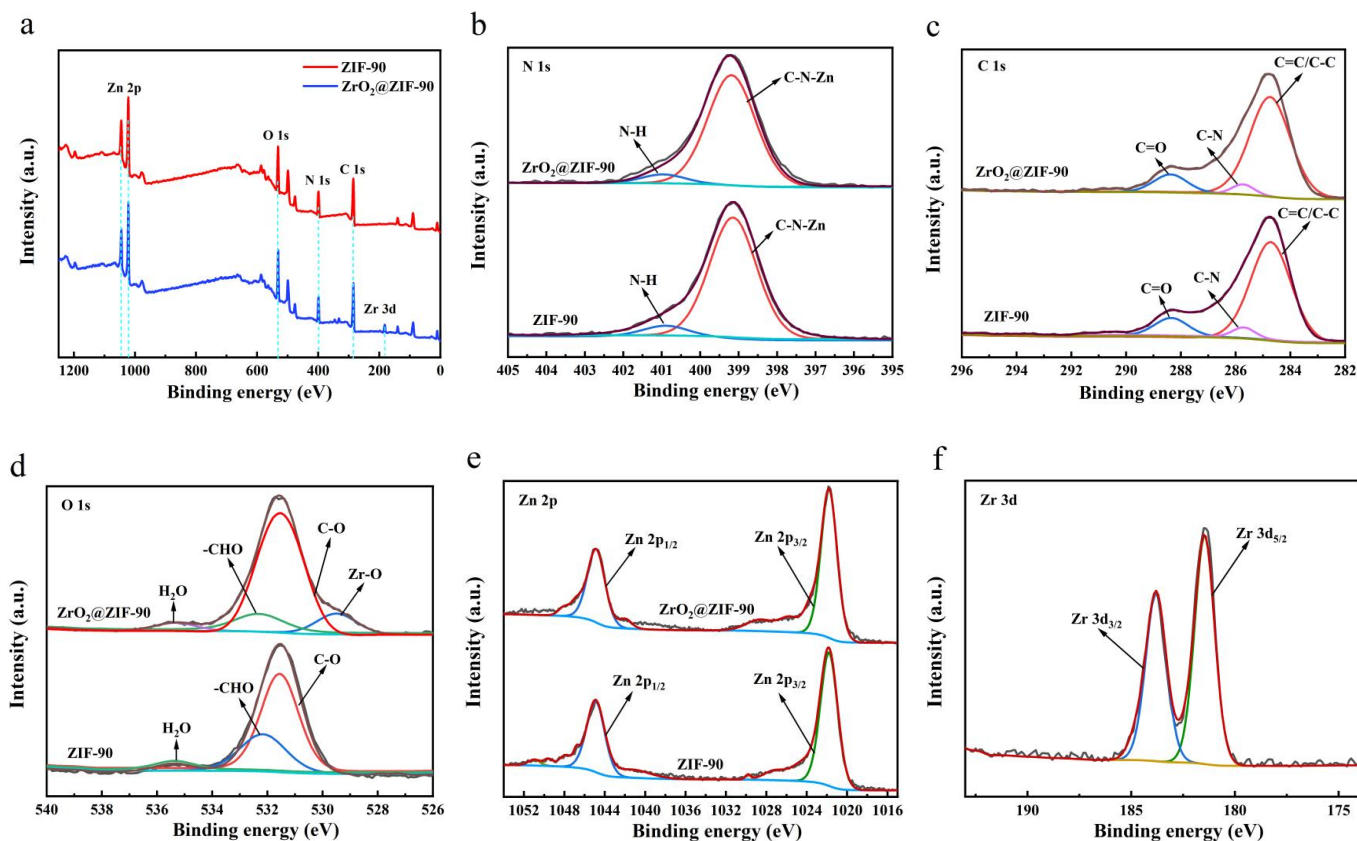 a
ZIF-90
ZrO₂@ZIF-90
Zn 2p
O 1s
N 1s
C 1s
Zr 3d
Intensity (a.u.)
1200 1000 800 600 400 200 0
Binding energy (eV)
b
N 1s
C-N-Zn
N-H
ZrO₂@ZIF-90
C-N-Zn
N-H
ZIF-90
Intensity (a.u.)
405 404 403 402 401 400 399 398 397 396 395
Binding energy (eV)
c
C 1s
C=C/C-C
C-N
C=O
ZrO₂@ZIF-90
C=C/C-C
C-N
C=O
ZIF-90
Intensity (a.u.)
296 294 292 290 288 286 284 282
Binding energy (eV)
d
O 1s
C-O
-CHO
Zr-O
H₂O
ZrO₂@ZIF-90
C-O
-CHO
H₂O
ZIF-90
Intensity (a.u.)
540 538 536 534 532 530 528 526
Binding energy (eV)
e
Zn 2p
Zn 2p₁/₂
Zn 2p₃/₂
ZrO₂@ZIF-90
Zn 2p₁/₂
Zn 2p₃/₂
ZIF-90
Intensity (a.u.)
1052 1044 1036 1028 1020
Binding energy (eV)
f
Zr 3d
Zr 3d₅/₂
Zr 3d₃/₂
Intensity (a.u.)
190 185 180 175
Binding energy (eV)